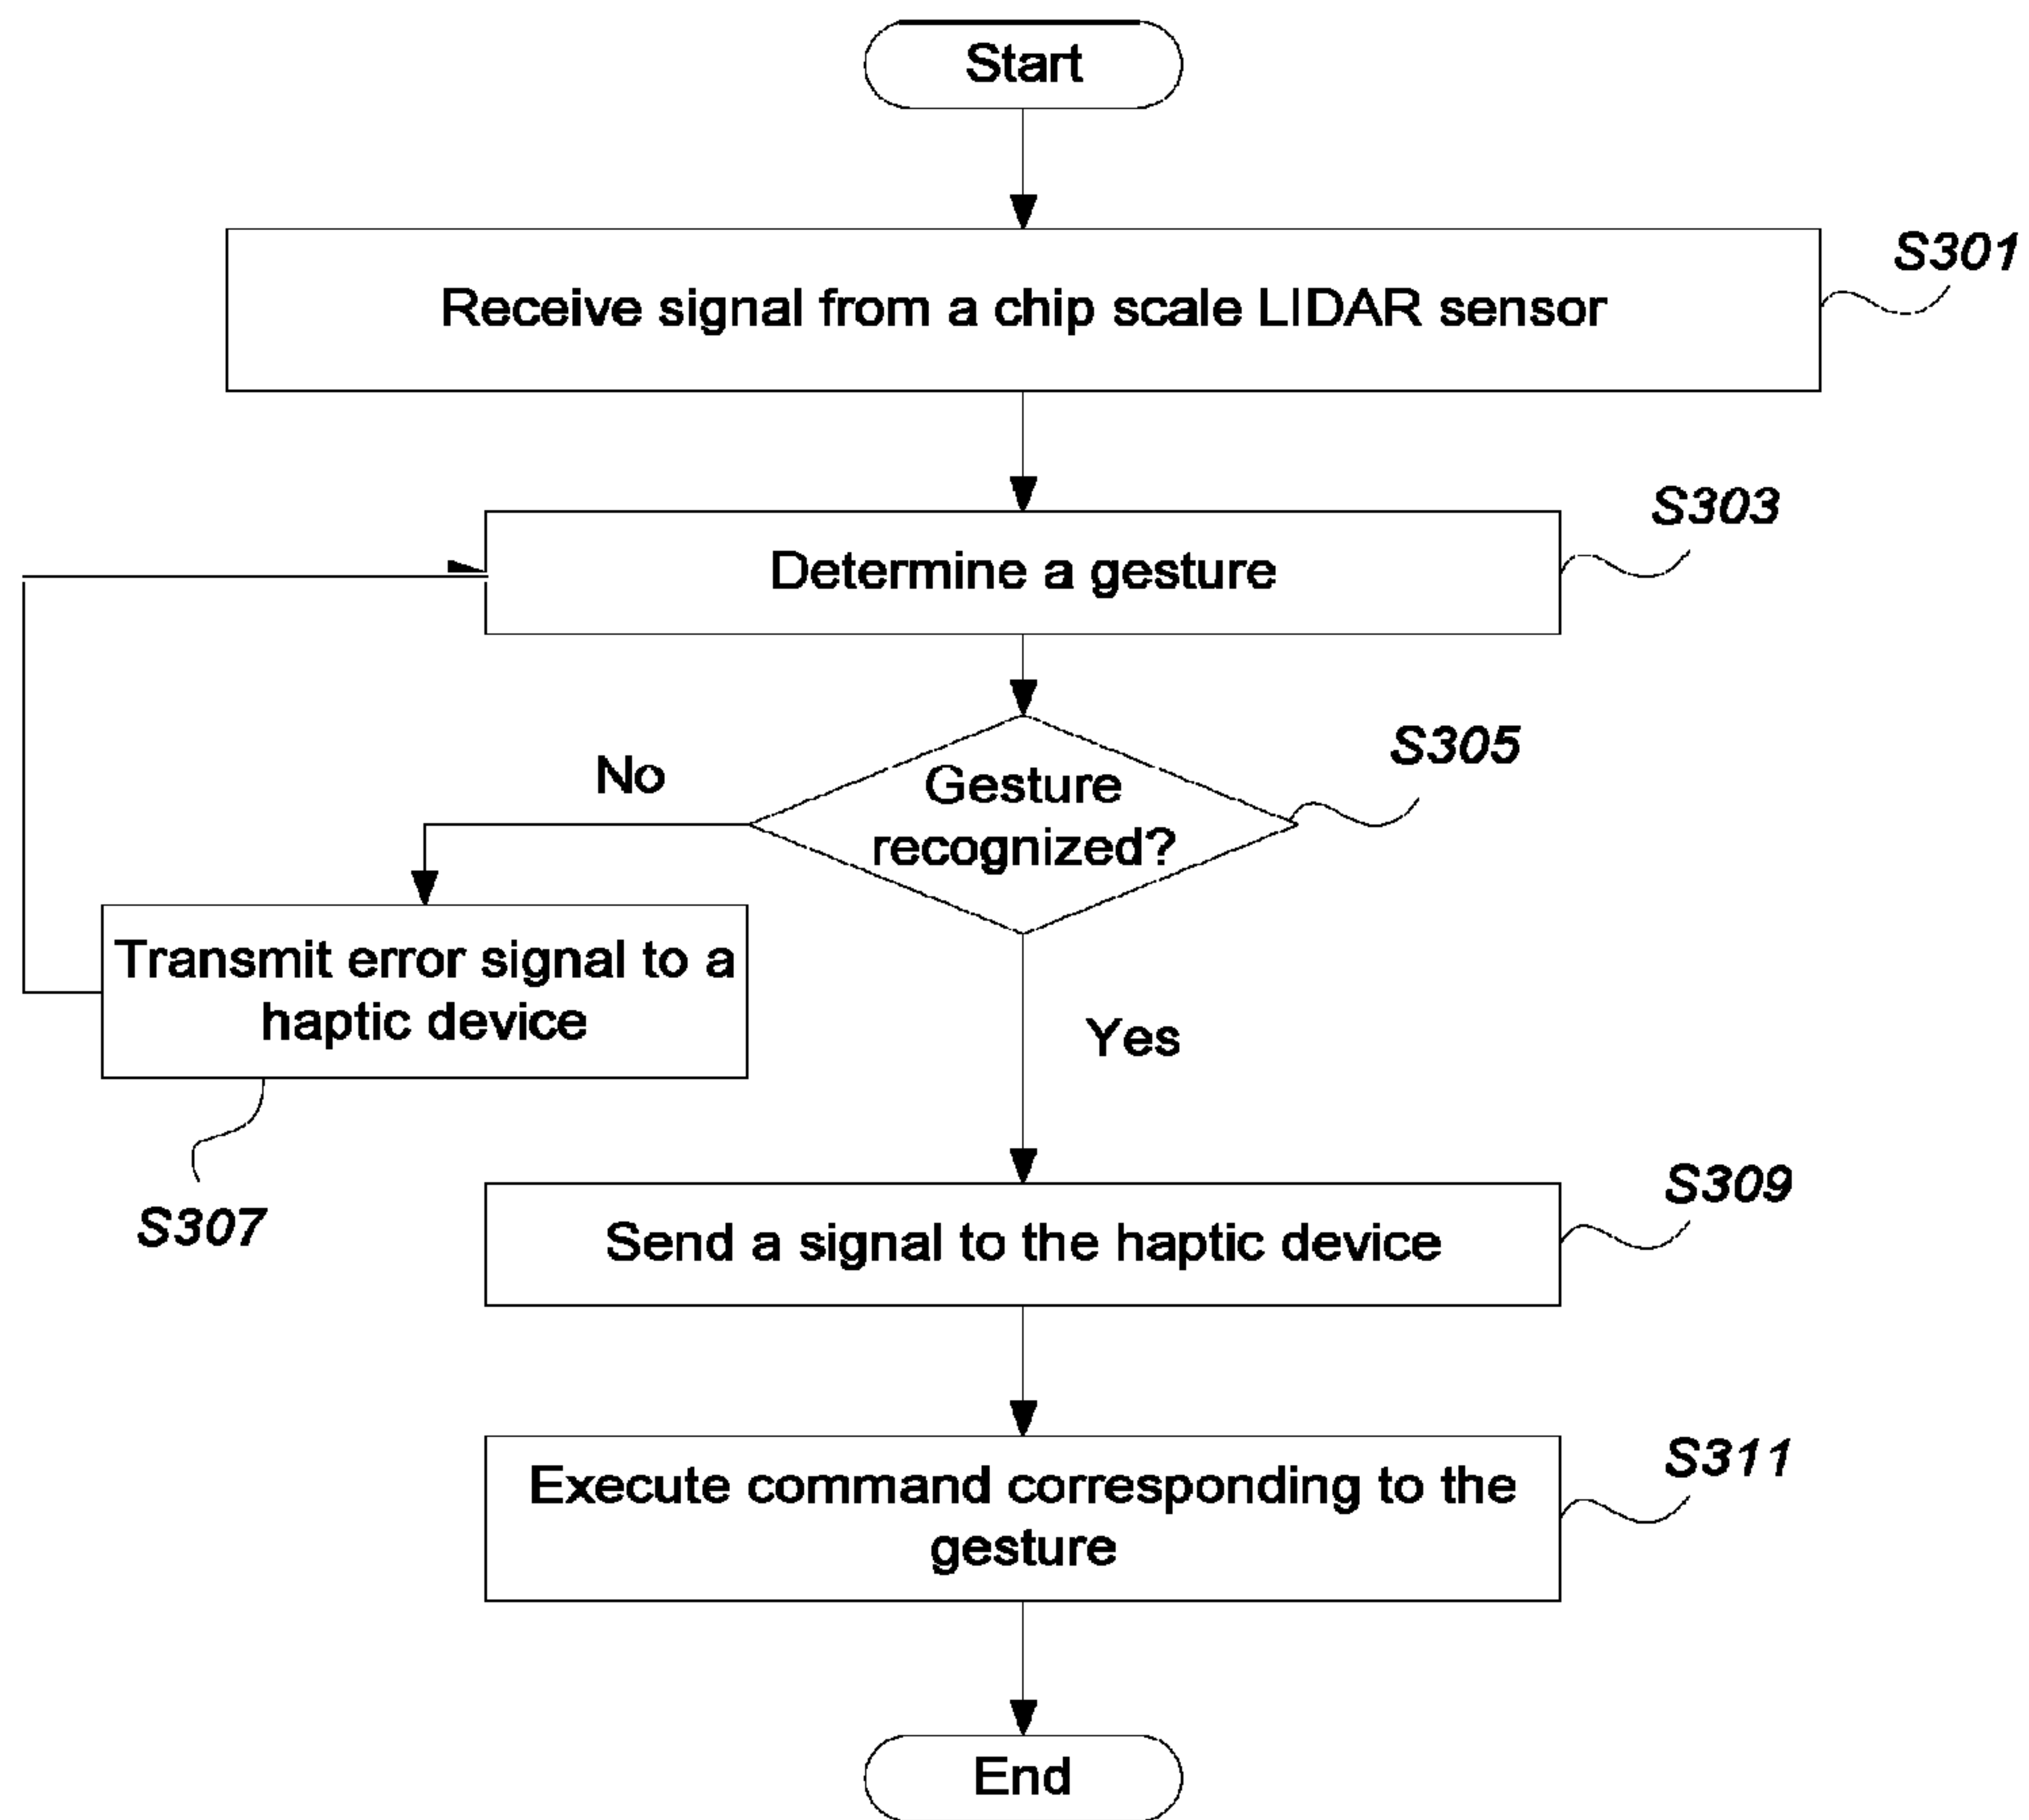 Start
Receive signal from a chip scale LIDAR sensor
S301
Determine a gesture
S303
Gesture
recognized?
S305
No
Transmit error signal to a
haptic device
S307
Yes
Send a signal to the haptic device
S309
Execute command corresponding to the
gesture
S311
End